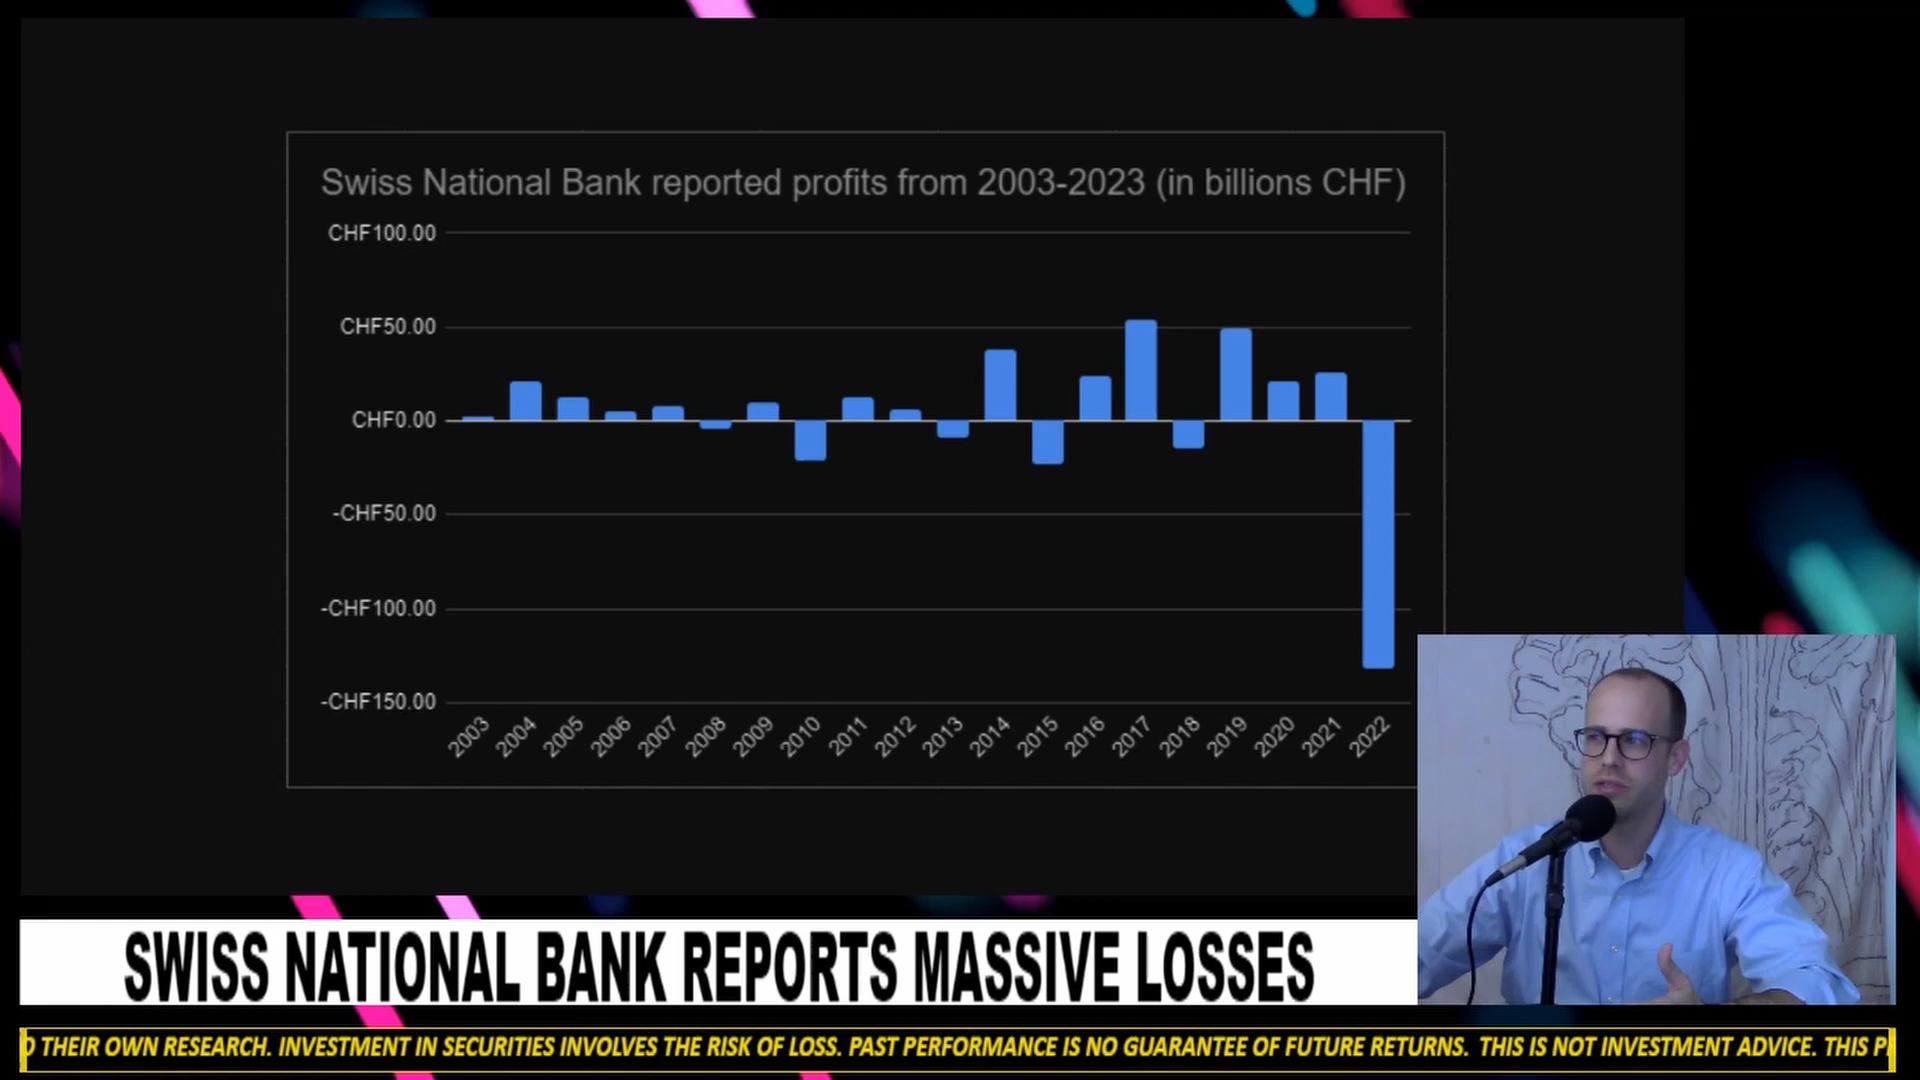 Swiss National Bank reported profits from 2003-2023 (in billions CHF)
CHF100.00
CHF50.00
CHF0.00
-CHF50.00
-CHF100.00
-CHF150.00
2003 2004 2005 2006 2007 2008 2009 2010 2011 2012 2013 2014 2015 2016 2017 2018 2019 2020 2021 2022
SWISS NATIONAL BANK REPORTS MASSIVE LOSSES
THEIR OWN RESEARCH. INVESTMENT IN SECURITIES INVOLVES THE RISK OF LOSS. PAST PERFORMANCE IS NO GUARANTEE OF FUTURE RETURNS. THIS IS NOT INVESTMENT ADVICE. THIS